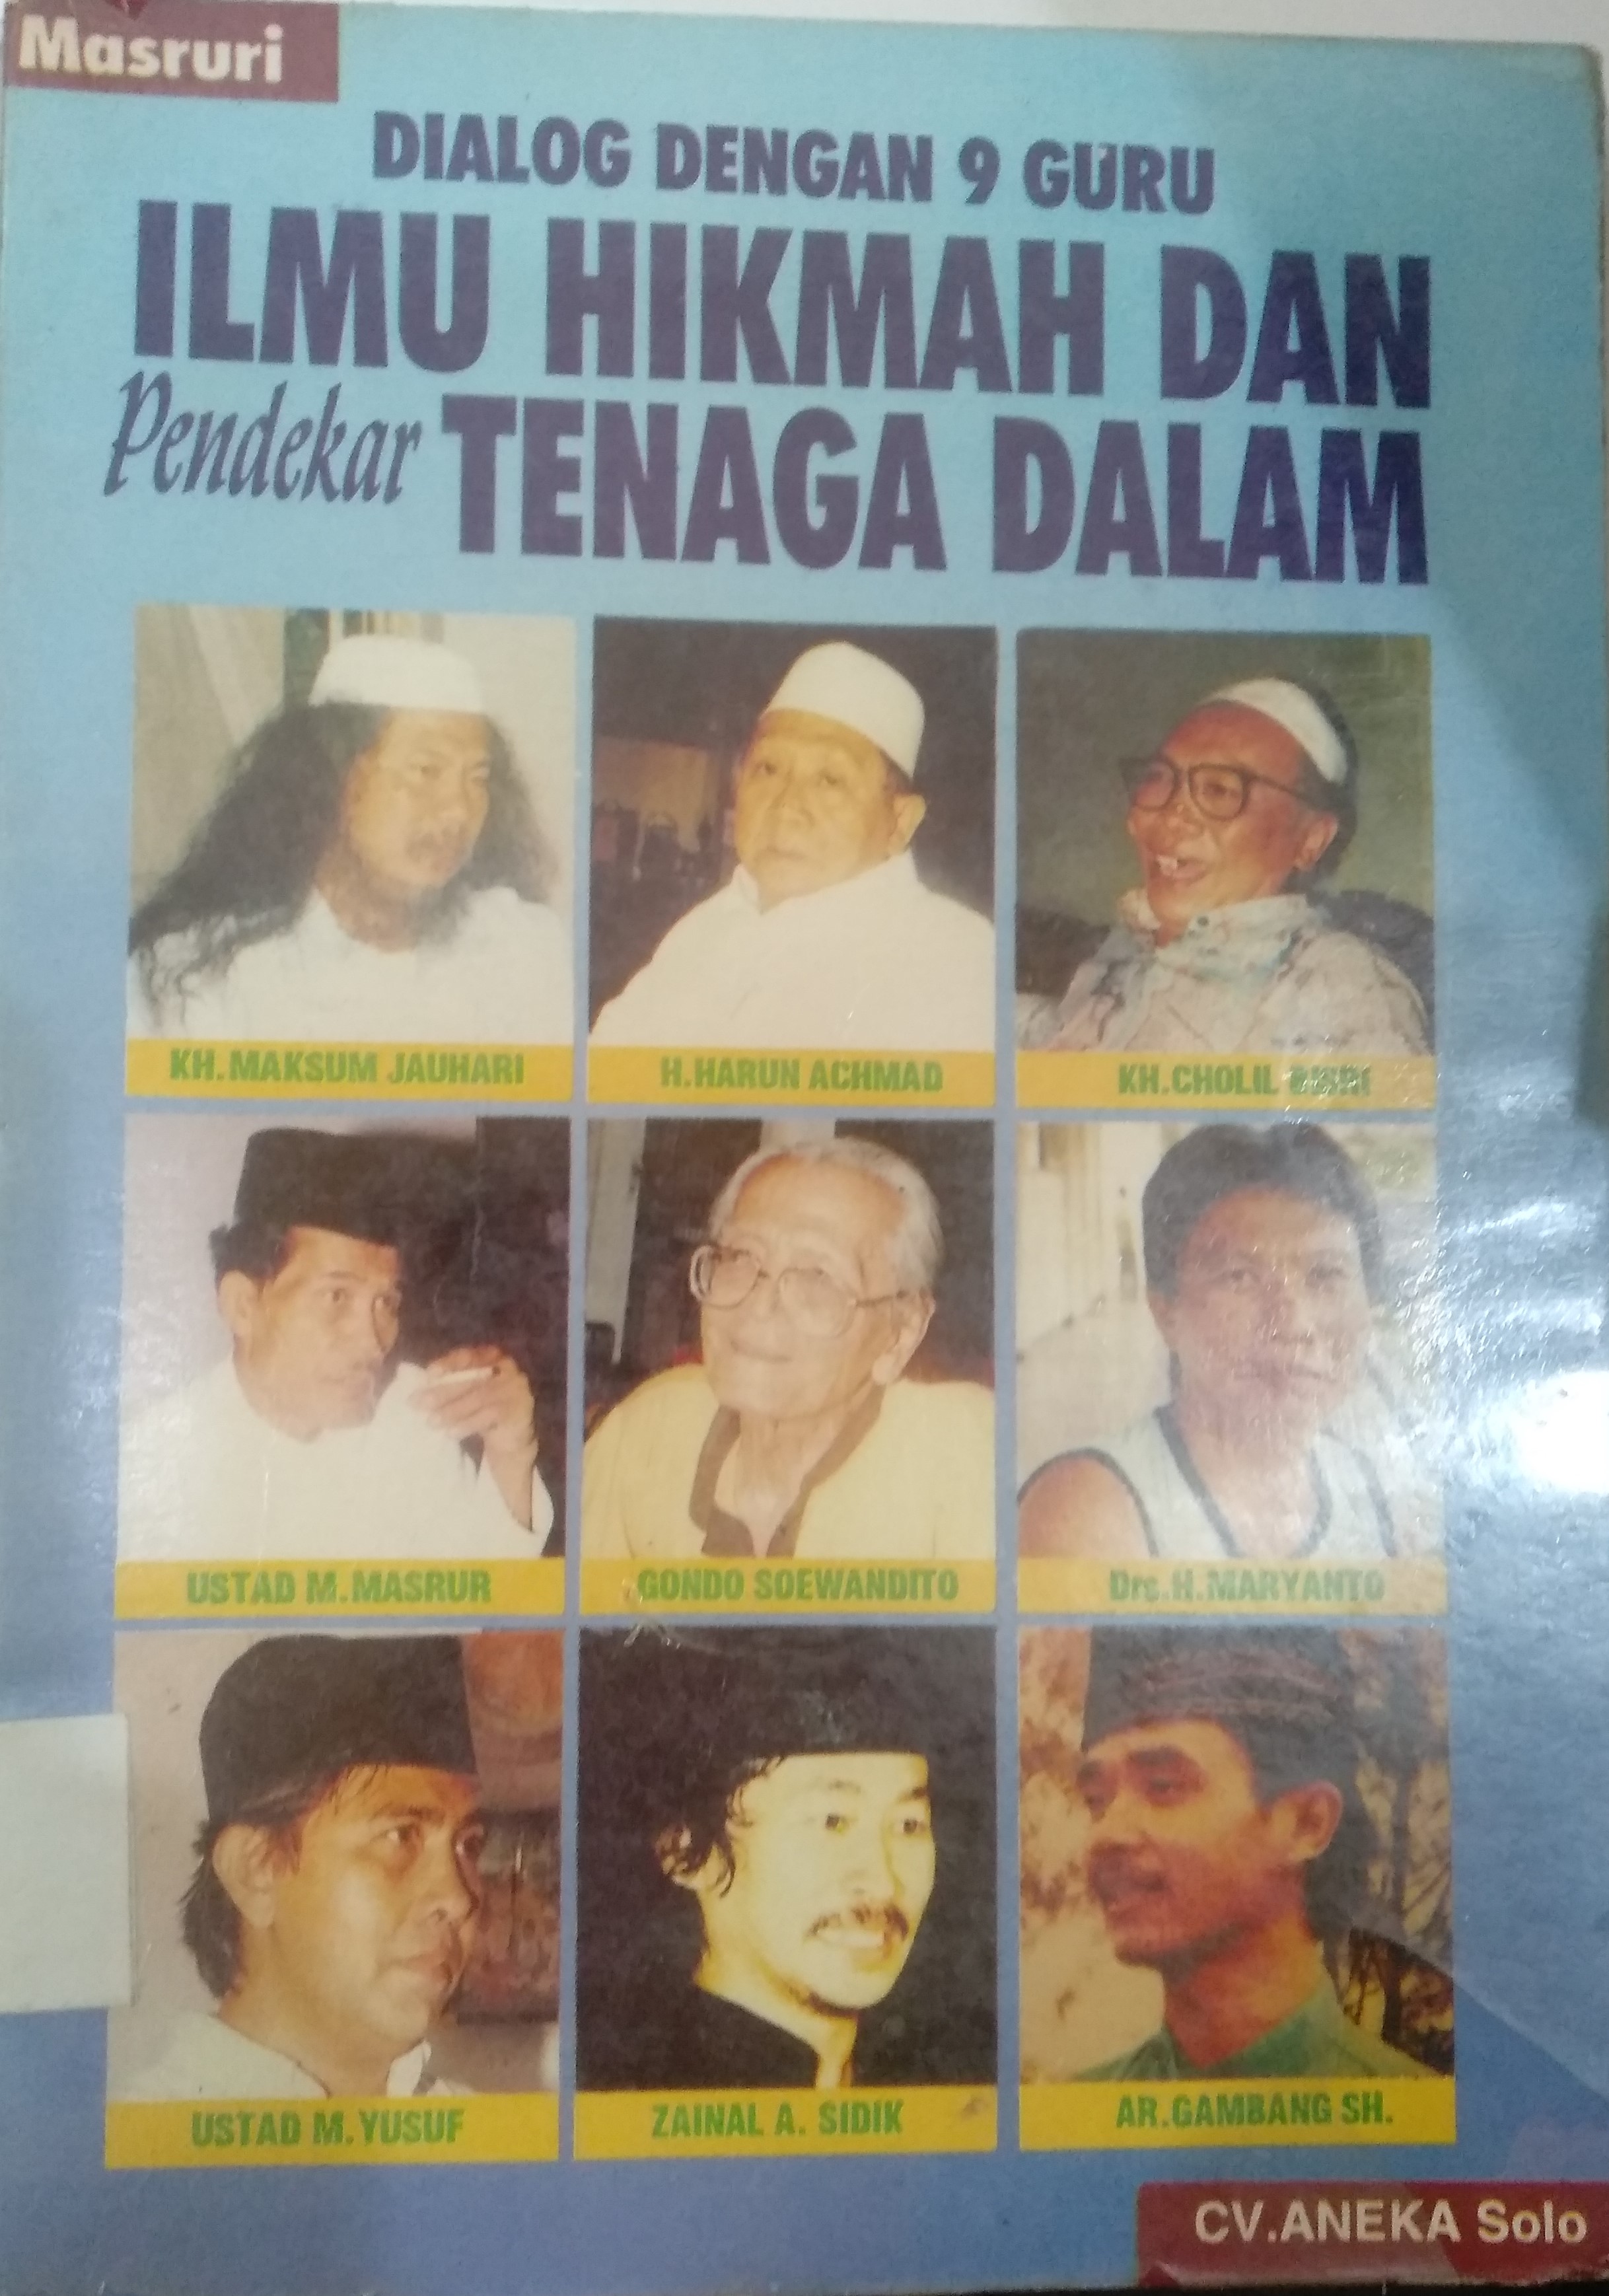 Masruri
DIALOG DENGAN 9 GURU
ILMU HIKMAH DAN
Pendekar TENAGA DALAM
KH.MAKSUM JAUHARI
H.HARUN ACHMAD
KH.CHOLIL
USTAD M.MASRUR
GONDO SOEWANDITO
Drs.H.MARYANTO
USTAD M.YUSUF
ZAINAL A. SIDIK
AR.GAMBANG SH.
CV.ANEKA Solo